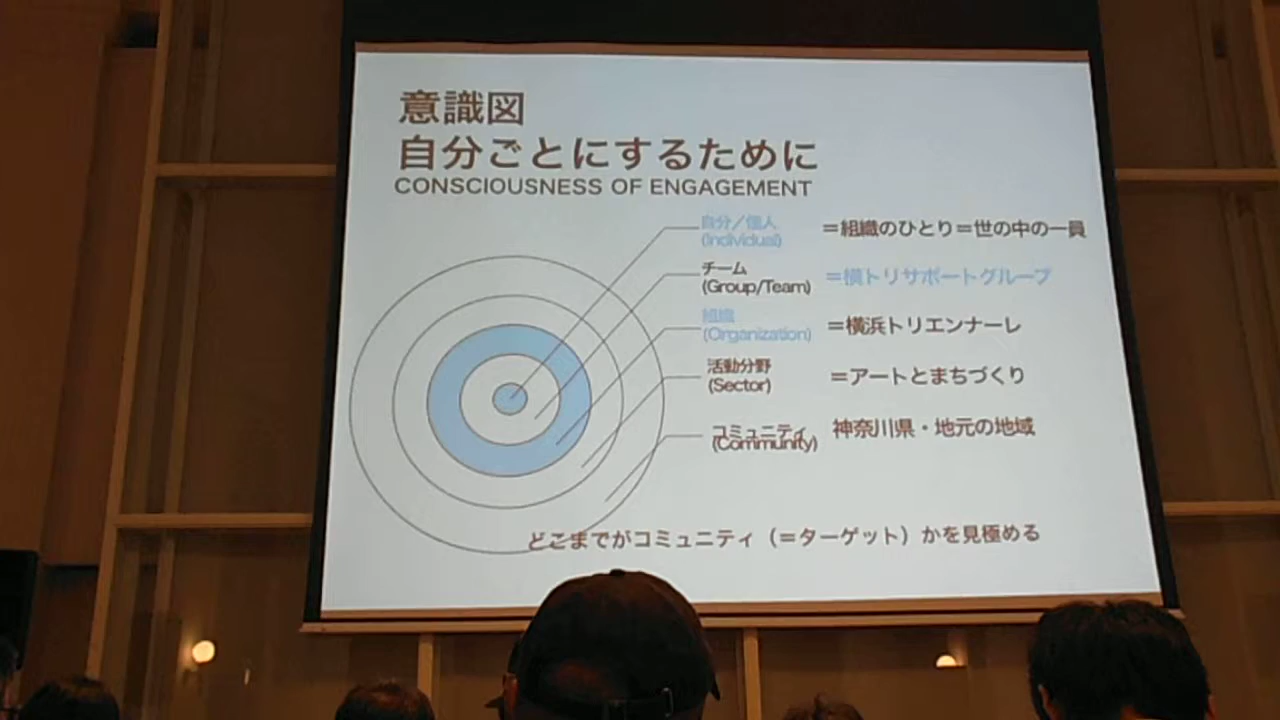 意識図
自分ごとにするために
CONSCIOUSNESS OF ENGAGEMENT
自分／個人 ＝組織のひとり＝世の中の一員
(Individual)
チーム ＝横トリサポートグループ
(Group/Team)
組織 ＝横浜トリエンナーレ
(Organization)
活動分野 ＝アートとまちづくり
(Sector)
コミュニティ 神奈川県・地元の地域
(Community)
どこまでがコミュニティ（＝ターゲット）かを見極める